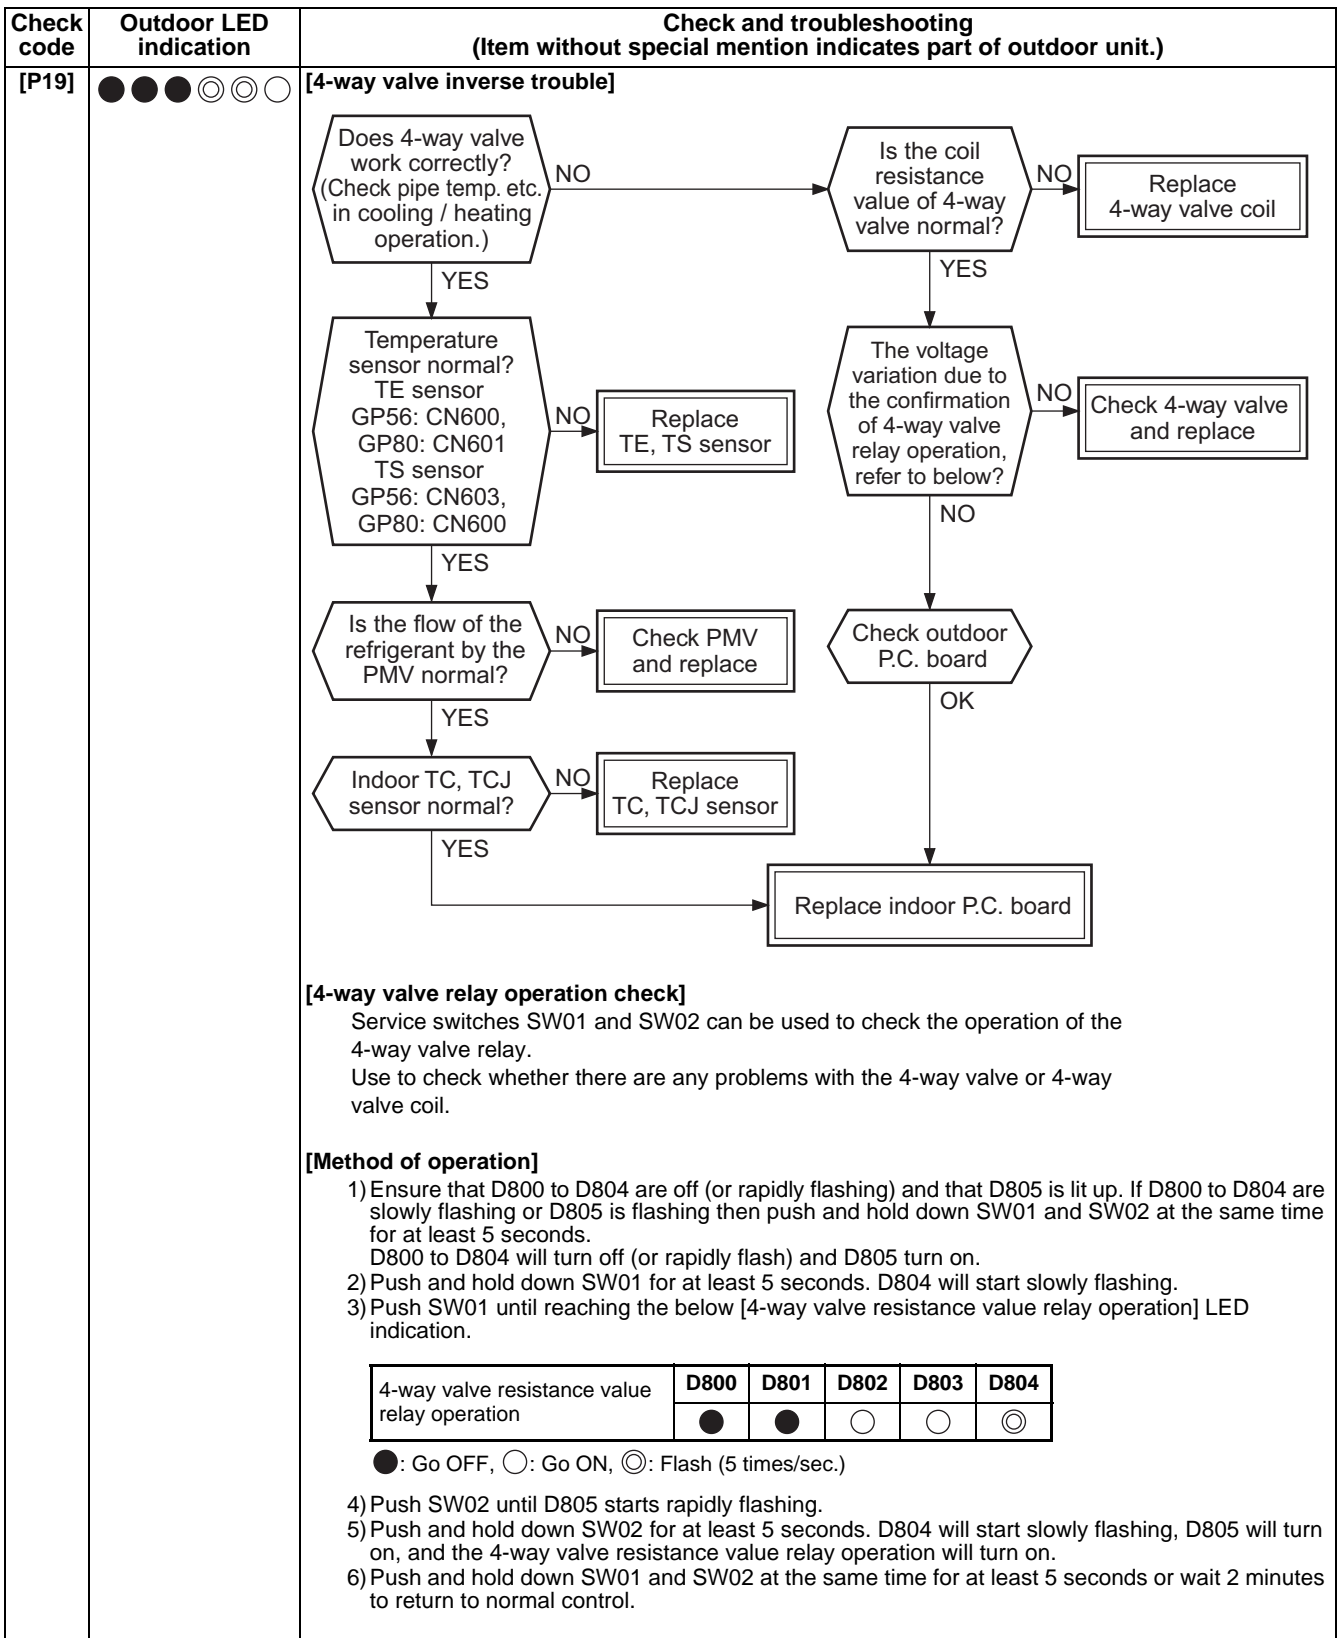 Check
code
Outdoor LED
indication
Check and troubleshooting
(Item without special mention indicates part of outdoor unit.)
[P19]
●●●◎◎○
[4-way valve inverse trouble]
Does 4-way valve
work correctly?
(Check pipe temp. etc.
in cooling / heating
operation.)
NO
Is the coil
resistance
value of 4-way
valve normal?
NO
Replace
4-way valve coil
YES
YES
Temperature
sensor normal?
TE sensor
GP56: CN600,
GP80: CN601
TS sensor
GP56: CN603,
GP80: CN600
NO
Replace
TE, TS sensor
The voltage
variation due to
the confirmation
of 4-way valve
relay operation,
refer to below?
NO
Check 4-way valve
and replace
NO
YES
Is the flow of the
refrigerant by the
PMV normal?
NO
Check PMV
and replace
Check outdoor
P.C. board
OK
YES
Indoor TC, TCJ
sensor normal?
NO
Replace
TC, TCJ sensor
YES
Replace indoor P.C. board
[4-way valve relay operation check]
Service switches SW01 and SW02 can be used to check the operation of the
4-way valve relay.
Use to check whether there are any problems with the 4-way valve or 4-way
valve coil.
[Method of operation]
1) Ensure that D800 to D804 are off (or rapidly flashing) and that D805 is lit up. If D800 to D804 are
slowly flashing or D805 is flashing then push and hold down SW01 and SW02 at the same time
for at least 5 seconds.
D800 to D804 will turn off (or rapidly flash) and D805 turn on.
2) Push and hold down SW01 for at least 5 seconds. D804 will start slowly flashing.
3) Push SW01 until reaching the below [4-way valve resistance value relay operation] LED
indication.
4-way valve resistance value
relay operation
D800 D801 D802 D803 D804
● ● ○ ○ ◎
●: Go OFF, ○: Go ON, ◎: Flash (5 times/sec.)
4) Push SW02 until D805 starts rapidly flashing.
5) Push and hold down SW02 for at least 5 seconds. D804 will start slowly flashing, D805 will turn
on, and the 4-way valve resistance value relay operation will turn on.
6) Push and hold down SW01 and SW02 at the same time for at least 5 seconds or wait 2 minutes
to return to normal control.